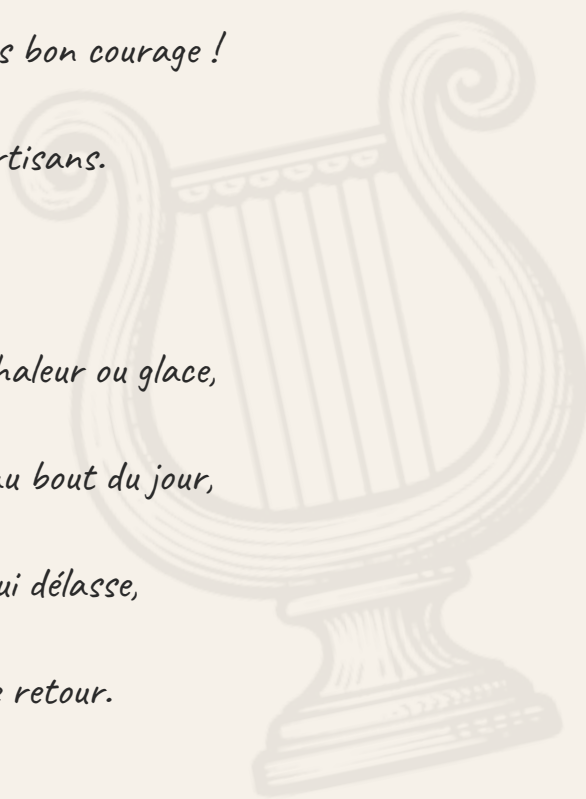 s bon courage !
rtisans.
haleur ou glace,
u bout du jour,
ui délasse,
retour.